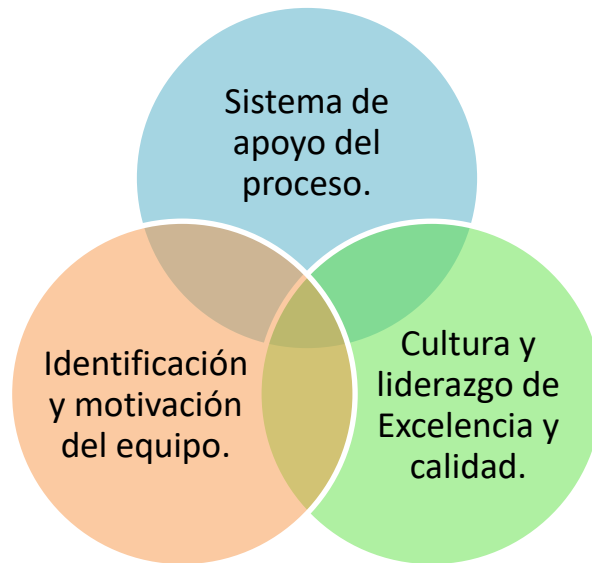 Sistema de
apoyo del
proceso.
Identificación
y motivación
del equipo.
Cultura y
liderazgo de
Excelencia y
calidad.